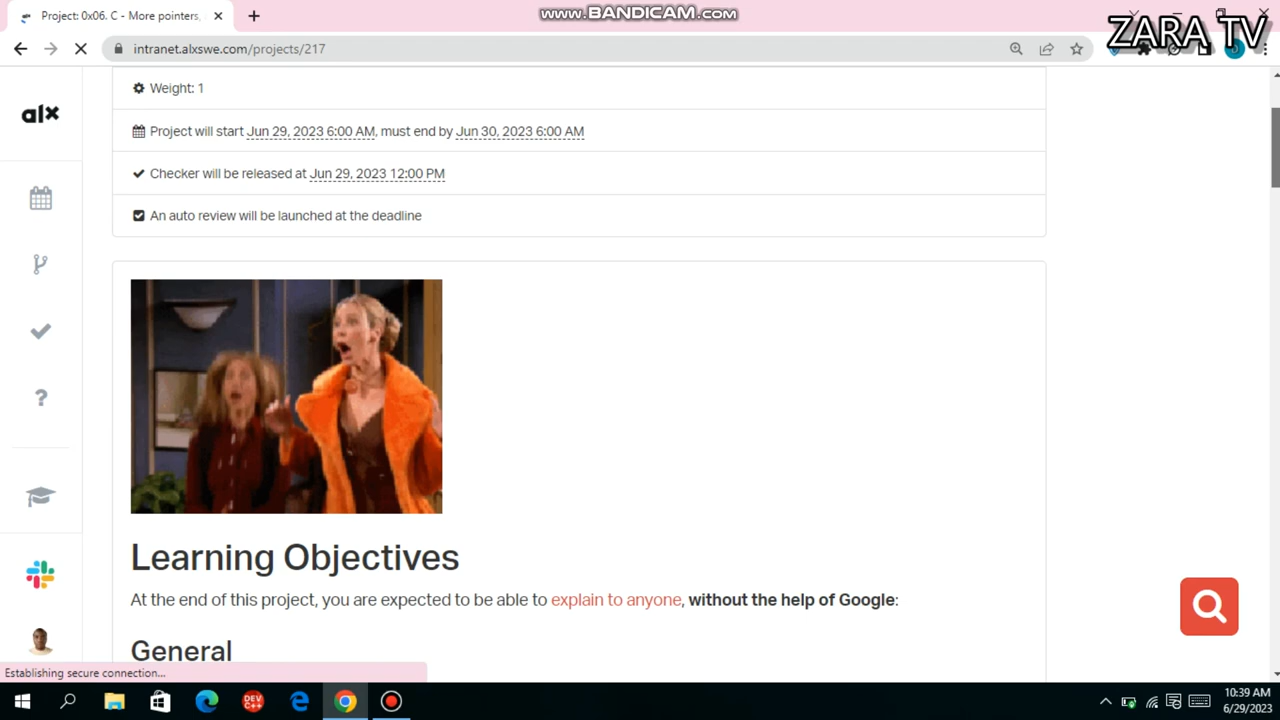 Project: 0x06. C - More pointers,
www.BANDICAM.com
ZARA TV
intranet.alxswe.com/projects/217
alx
Weight: 1
Project will start Jun 29, 2023 6:00 AM, must end by Jun 30, 2023 6:00 AM
Checker will be released at Jun 29, 2023 12:00 PM
An auto review will be launched at the deadline
Learning Objectives
At the end of this project, you are expected to be able to explain to anyone, without the help of Google:
General
Establishing secure connection...
DEV
C++
10:39 AM
6/29/2023